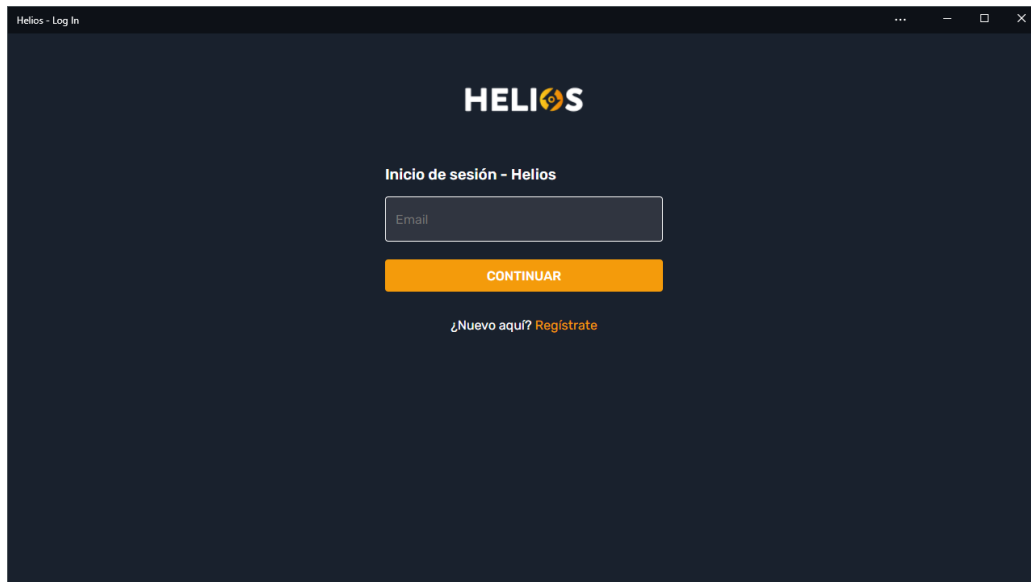 Helios - Log In
HELIOS
Inicio de sesión - Helios
Email
CONTINUAR
¿Nuevo aquí? Regístrate